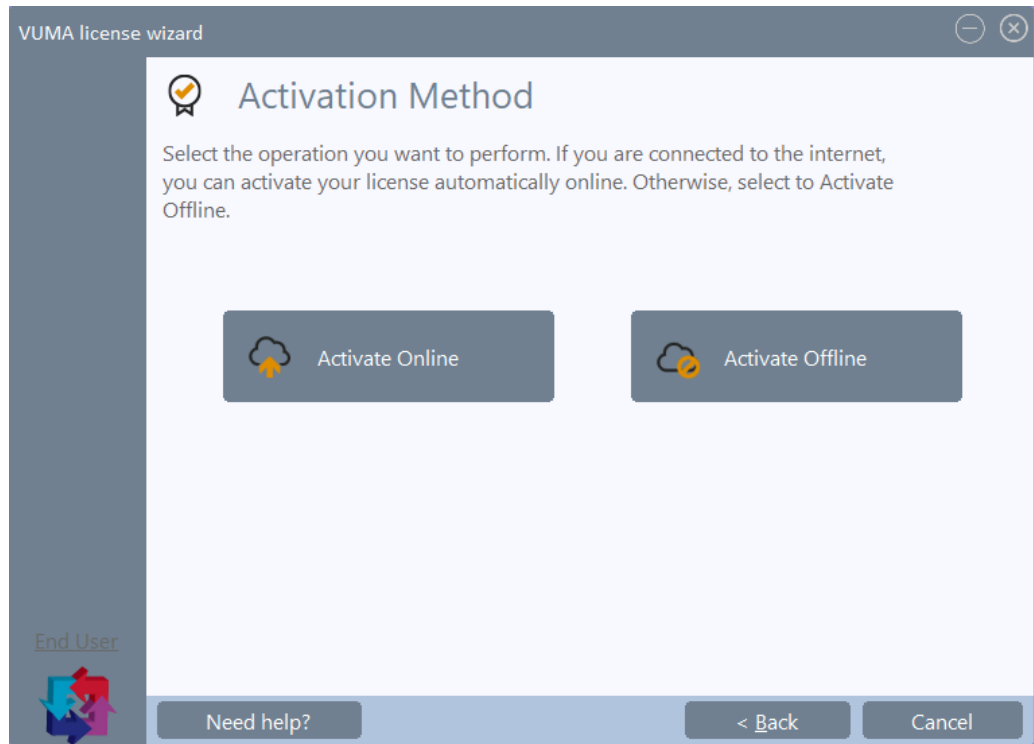 VUMA license wizard
Activation Method
Select the operation you want to perform. If you are connected to the internet,
you can activate your license automatically online. Otherwise, select to Activate
Offline.
Activate Online
Activate Offline
End User
Need help?
< Back
Cancel